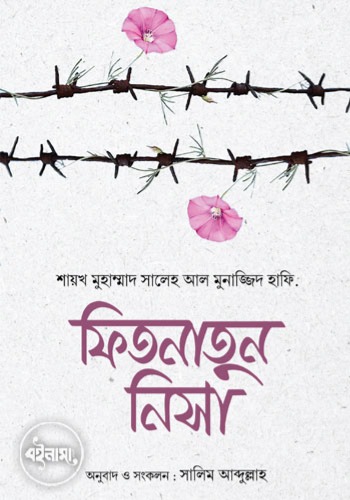 শায়খ মুহাম্মাদ সালেহ আল মুনাজ্জিদ হাফি.
ফিতনাতুন
নিসা
বইনামা
অনুবাদ ও সংকলন : সালিম আব্দুল্লাহ